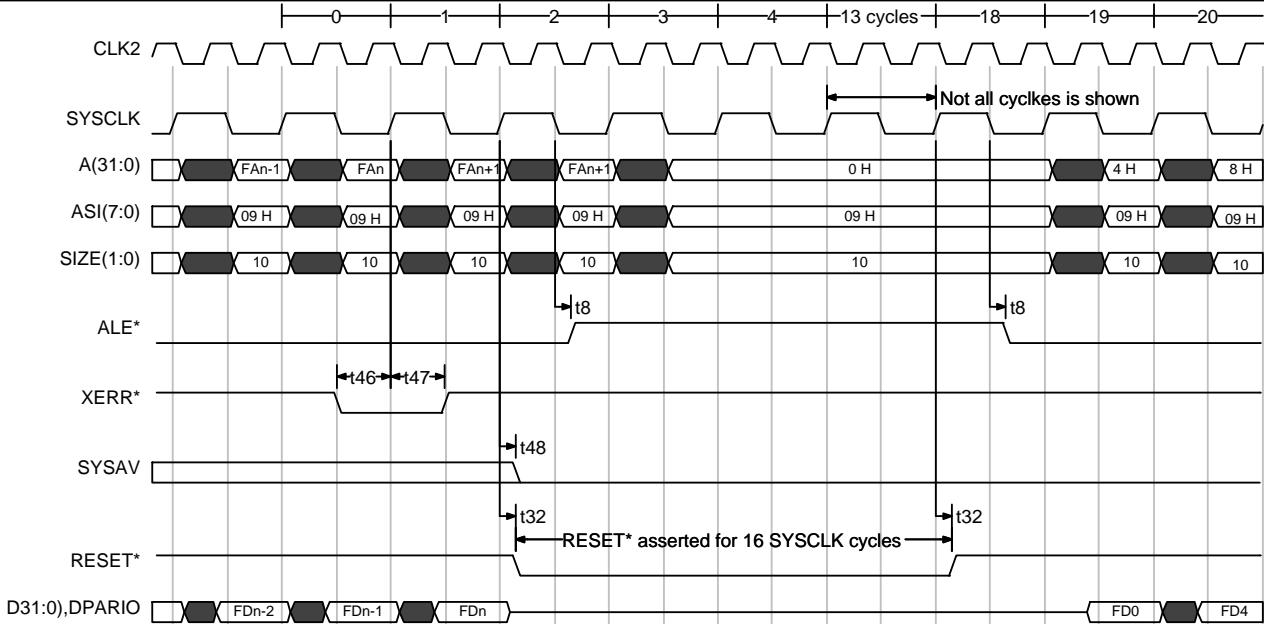 0 1 2 3 4 13 cycles 18 19 20
CLK2
Not all cyclkes is shown
SYSCLK
A(31:0) FAn-1 FAn FAn+1 FAn+1 0 H 4 H 8 H
ASI(7:0) 09 H 09 H 09 H 09 H 09 H 09 H 09 H
SIZE(1:0) 10 10 10 10 10 10 10
t8 t8
ALE*
t46 t47
XERR*
t48
SYSAV
t32 t32
RESET* asserted for 16 SYSCLK cycles
RESET*
D31:0),DPARIO FDn-2 FDn-1 FDn FD0 FD4